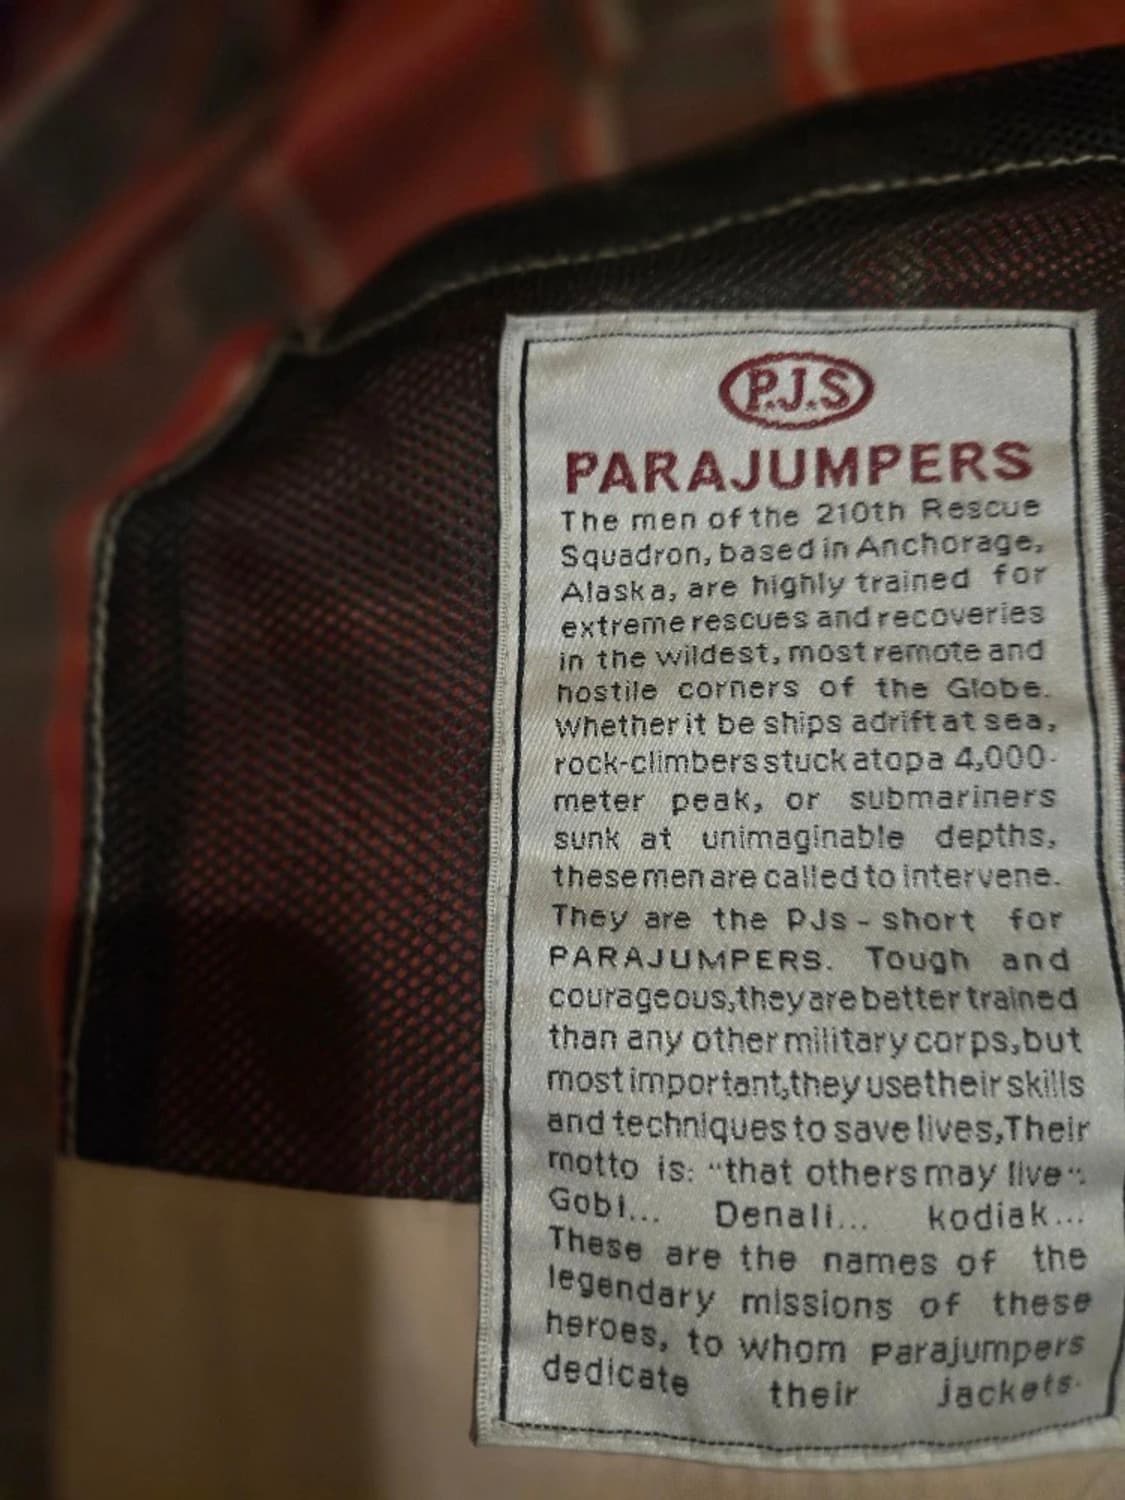 P.J.S
PARAJUMPERS
The men of the 210th Rescue
Squadron, based in Anchorage,
Alaska, are highly trained for
extreme rescues and recoveries
in the wildest, most remote and
hostile corners of the Globe.
Whether it be ships adrift at sea,
rock-climbers stuck atop a 4,000-
meter peak, or submariners
sunk at unimaginable depths,
these men are called to intervene.
They are the PJs - short for
PARAJUMPERS. Tough and
courageous, they are better trained
than any other military corps, but
most important, they use their skills
and techniques to save lives, Their
motto is: “that others may live“.
Gobi... Denali... kodiak...
These are the names of the
legendary missions of these
heroes, to whom Parajumpers
dedicate their jackets.